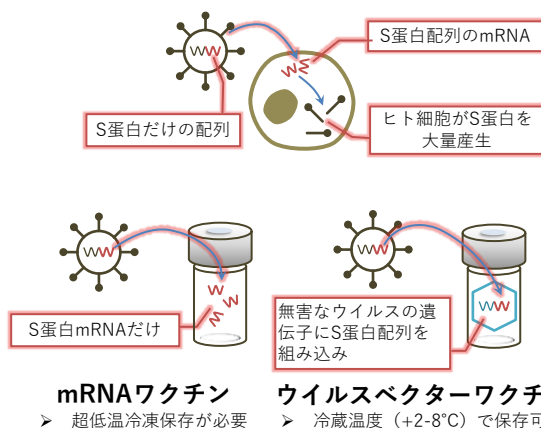 S蛋白配列のmRNA
S蛋白だけの配列
ヒト細胞がS蛋白を
大量産生
S蛋白mRNAだけ
無害なウイルスの遺
伝子にS蛋白配列を
組み込み
mRNAワクチン
➢ 超低温冷凍保存が必要
ウイルスベクターワクチ
➢ 冷蔵温度（+2-8℃）で保存可